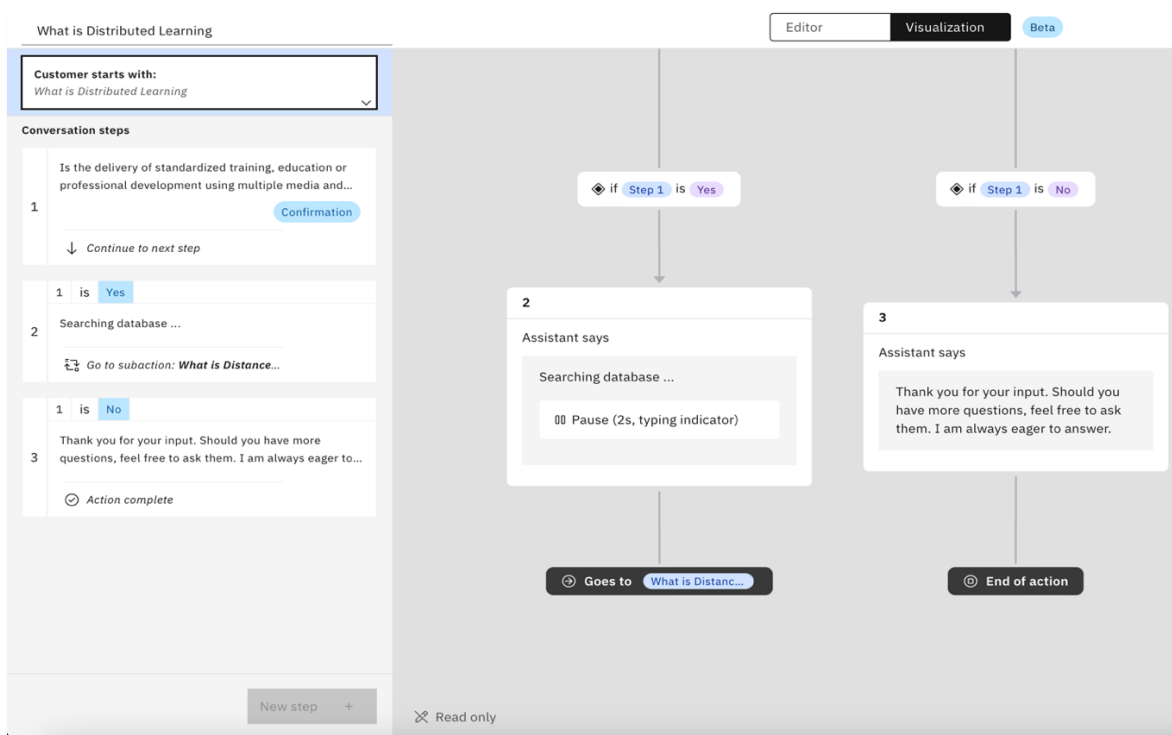 What is Distributed Learning
Editor
Visualization
Beta
Customer starts with:
What is Distributed Learning
Conversation steps
1
Is the delivery of standardized training, education or
professional development using multiple media and...
Confirmation
Continue to next step
2
1 is Yes
Searching database ...
Go to subaction: What is Distance...
3
1 is No
Thank you for your input. Should you have more
questions, feel free to ask them. I am always eager to...
Action complete
New step +
if Step 1 is Yes
2
Assistant says
Searching database ...
Pause (2s, typing indicator)
Goes to What is Distanc...
if Step 1 is No
3
Assistant says
Thank you for your input. Should you
have more questions, feel free to ask
them. I am always eager to answer.
End of action
Read only